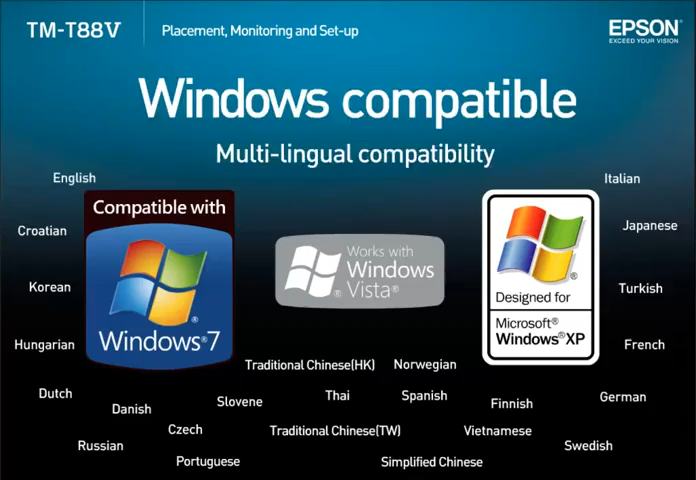 TM-T88V
Placement, Monitoring and Set-up
EPSON®
EXCEED YOUR VISION
Windows compatible
Multi-lingual compatibility
English
Italian
Compatible with
Windows®7
Works with
Windows
Vista®
Designed for
Microsoft®
Windows®XP
Croatian
Japanese
Korean
Turkish
Hungarian
French
Traditional Chinese(HK)
Norwegian
Dutch
Danish
Slovene
Thai
Spanish
Finnish
German
Czech
Traditional Chinese(TW)
Vietnamese
Russian
Swedish
Portuguese
Simplified Chinese